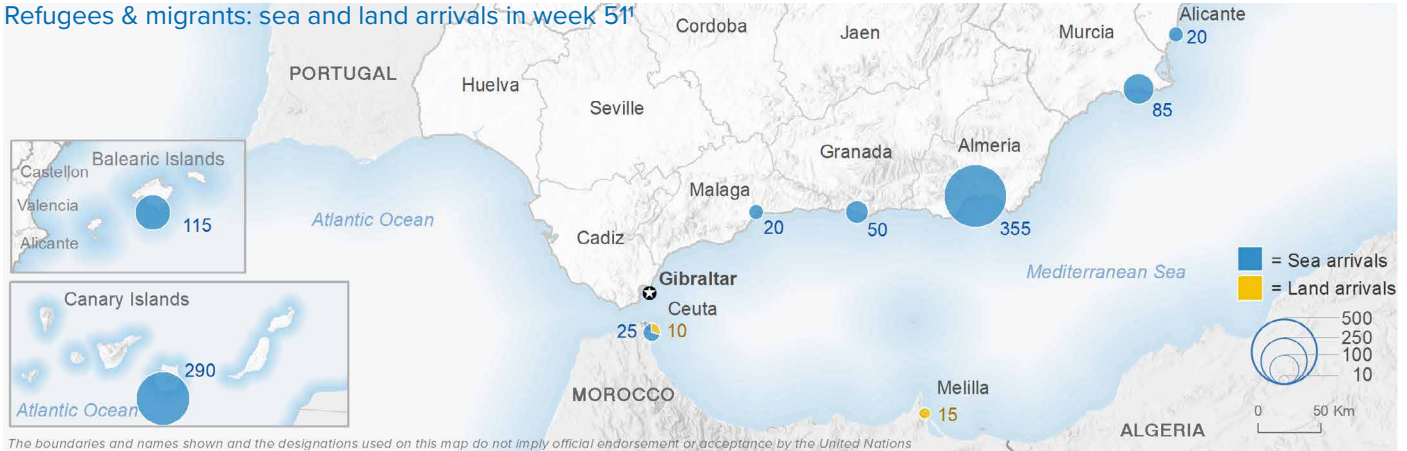 Refugees & migrants: sea and land arrivals in week 51¹
Alicante
20
Cordoba
Jaen
Murcia
PORTUGAL
Huelva
Seville
85
Balearic Islands
Castellon
Valencia
Alicante
115
Atlantic Ocean
Granada
Almeria
Malaga
20
50
355
Cadiz
Gibraltar
Ceuta
25
10
Mediterranean Sea
= Sea arrivals
= Land arrivals
500
250
100
10
0
50 Km
Canary Islands
290
Atlantic Ocean
MOROCCO
Melilla
15
ALGERIA
The boundaries and names shown and the designations used on this map do not imply official endorsement or acceptance by the United Nations